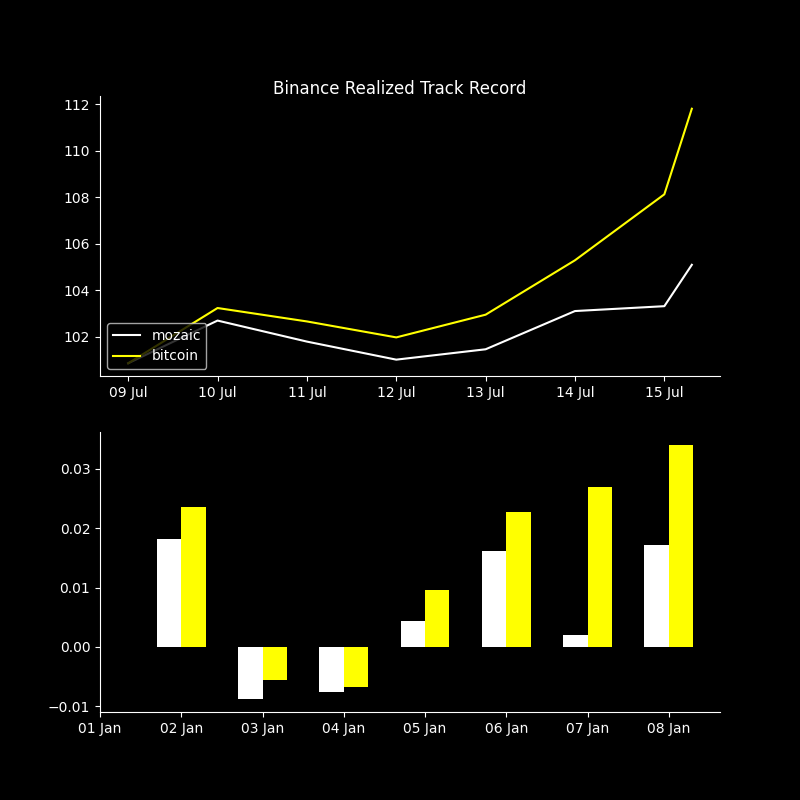 Binance Realized Track Record
112
110
108
106
104
102
mozaic
bitcoin
09 Jul 10 Jul 11 Jul 12 Jul 13 Jul 14 Jul 15 Jul
0.03
0.02
0.01
0.00
−0.01
01 Jan 02 Jan 03 Jan 04 Jan 05 Jan 06 Jan 07 Jan 08 Jan